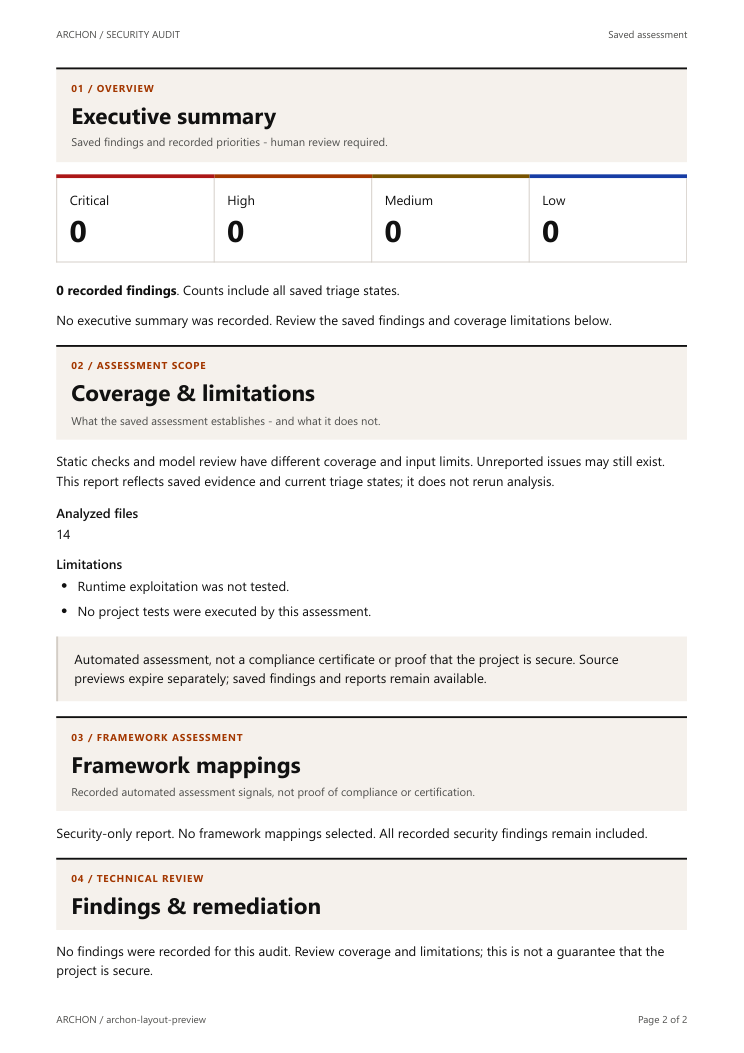 ARCHON / SECURITY AUDIT
Saved assessment
01 / OVERVIEW
Executive summary
Saved findings and recorded priorities - human review required.
Critical
High
Medium
Low
0
0
0
0
0 recorded findings. Counts include all saved triage states.
No executive summary was recorded. Review the saved findings and coverage limitations below.
02 / ASSESSMENT SCOPE
Coverage & limitations
What the saved assessment establishes - and what it does not.
Static checks and model review have different coverage and input limits. Unreported issues may still exist.
This report reflects saved evidence and current triage states; it does not rerun analysis.
Analyzed files
14
Limitations
• Runtime exploitation was not tested.
• No project tests were executed by this assessment.
Automated assessment, not a compliance certificate or proof that the project is secure. Source
previews expire separately; saved findings and reports remain available.
03 / FRAMEWORK ASSESSMENT
Framework mappings
Recorded automated assessment signals, not proof of compliance or certification.
Security-only report. No framework mappings selected. All recorded security findings remain included.
04 / TECHNICAL REVIEW
Findings & remediation
No findings were recorded for this audit. Review coverage and limitations; this is not a guarantee that the
project is secure.
ARCHON / archon-layout-preview
Page 2 of 2